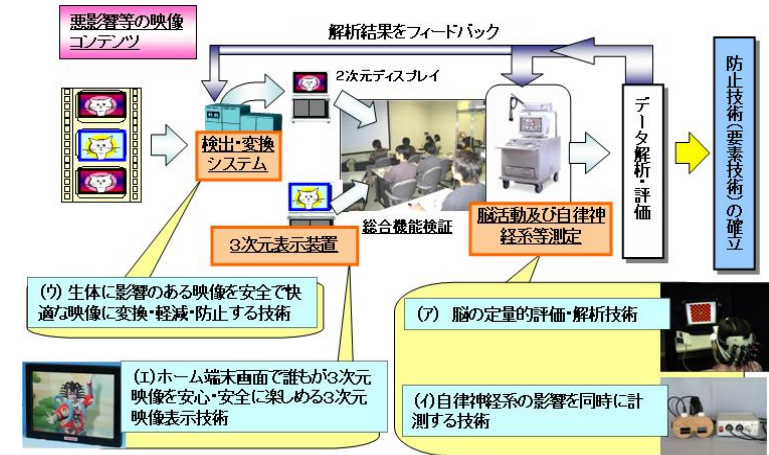 悪影響等の映像
コンテンツ
解析結果をフィードバック
2次元ディスプレイ
検出・変換
システム
3次元表示装置
総合機能検証
脳活動及び自律神
経系等測定
データ解析・評価
防止技術(要素技術)の確立
(ウ) 生体に影響のある映像を安全で快
適な映像に変換・軽減・防止する技術
(エ)ホーム端末画面で誰もが3次元
映像を安心・安全に楽しめる3次元
映像表示技術
(ア) 脳の定量的評価・解析技術
(イ)自律神経系の影響を同時に計
測する技術